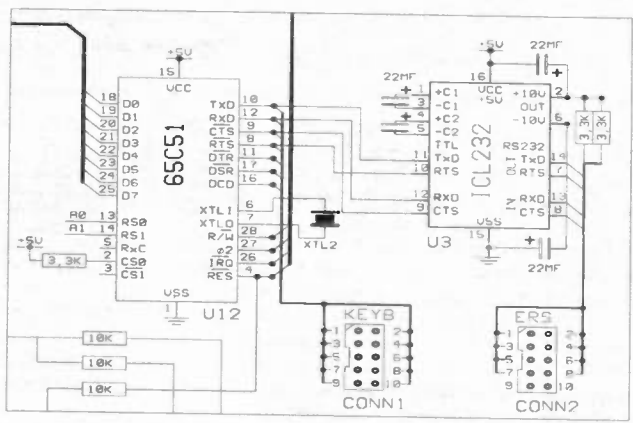 +5V
15
VCC
18 D0
19 D1
20 D2
21 D3
22 D4
23 D5
24 D6
25 D7
A0 13 RS0
A1 14 RS1
5 RxC
+5V
3,3K 2 CS0
3 CS1
65C51
TxD 10
RxD 12
CTS 9
RTS 8
DTR 11
DSR 17
DCD 16
XTLI 6
XTLO 7
R/W 28
ø2 27
IRQ 26
RES 4
VSS
1
U12
XTL2
10K
10K
10K
+5V
22MF
+
16
VCC
+5V
22MF
+
1 +C1
3 -C1
+
4 +C2
5 -C2
TTL
11 TxD
10 RTS
12 RxD
9 CTS
ICL232
+10V 2
OUT
-10V 6
RS232
OUT
TxD 14
RTS 7
IN
RxD 13
CTS 8
VSS
15
U3
+
22MF
3,3K
3,3K
KEYB
1 2
3 4
5 6
7 8
9 10
CONN1
ERS
1 2
3 4
5 6
7 8
9 10
CONN2